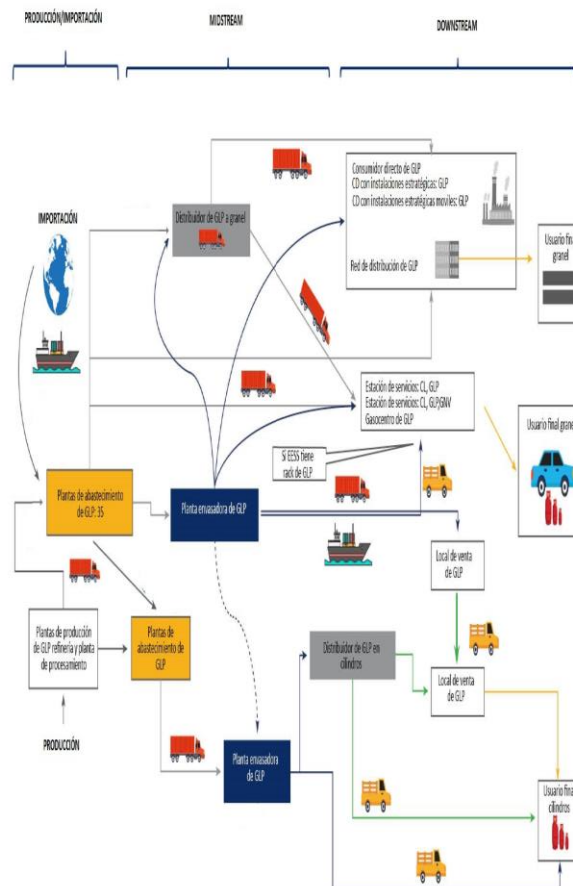 PRODUCCIÓN/IMPORTACIÓN
MIDSTREAM
DOWNSTREAM
IMPORTACIÓN
Distribuidor de GLP a granel
Consumidor directo de GLP
CD con instalaciones estratégicas: GLP
CD con instalaciones estratégicas moviles: GLP
Red de distribución de GLP
Usuario final
granel
Estación de servicios: CL, GLP
Estación de servicios: CL, GLP/GNV
Gasocentro de GLP
Sí EESS tiene
rack de GLP
Usuario final granel
Plantas de abastecimiento
de GLP: 35
Planta envasadora de GLP
Local de venta
de GLP
Plantas de producción
de GLP refineria y planta
de procesamiento
Plantas de
abastecimiento de
GLP
Distribuidor de GLP en
cilindros
Local de venta
de GLP
PRODUCCIÓN
Planta envasadora
de GLP
Usuario final
cilindros